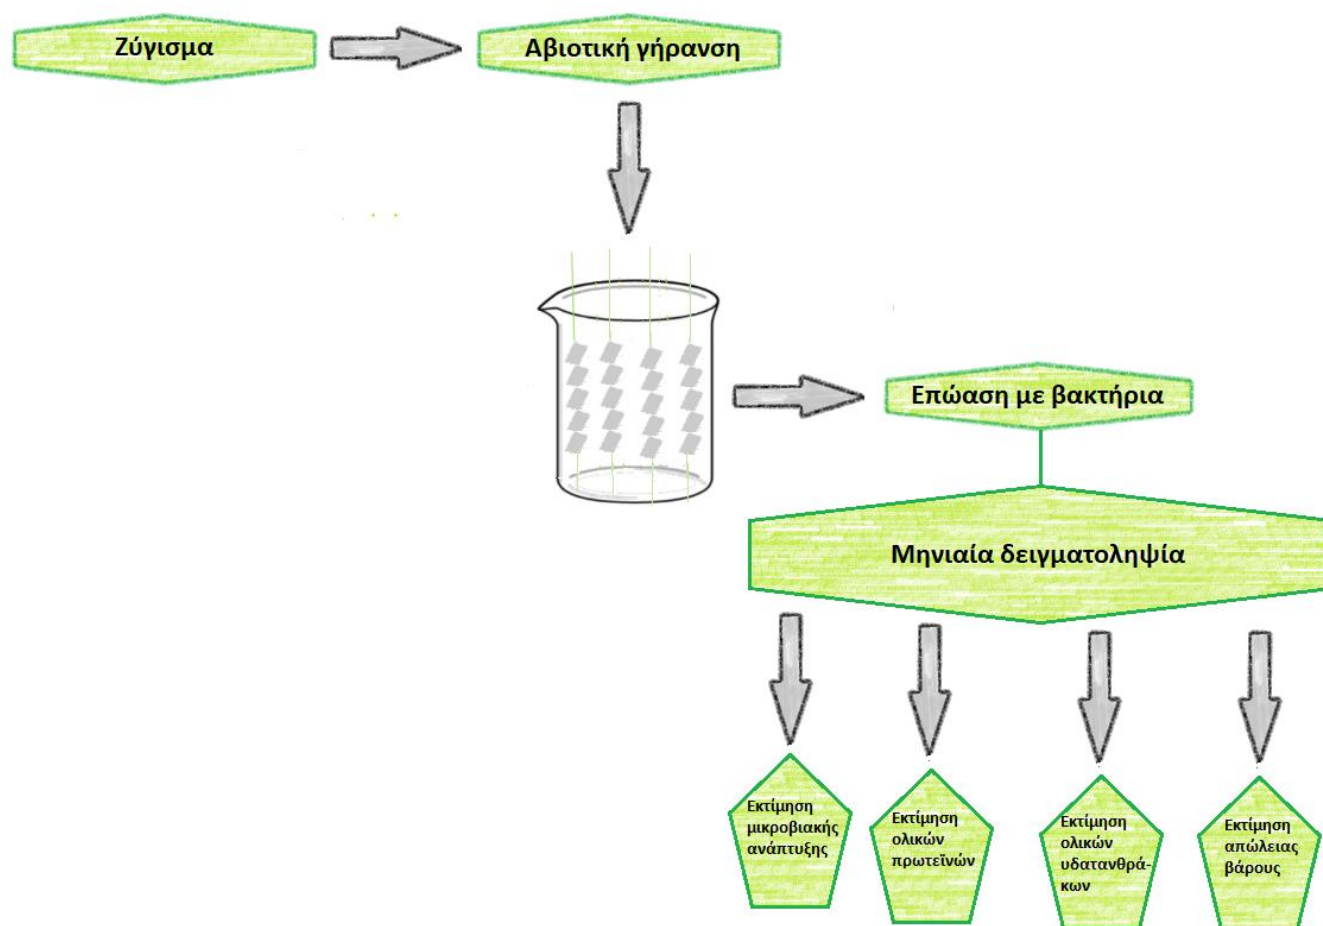 Ζύγισμα
Αβιοτική γήρανση
Επώαση με βακτήρια
Μηνιαία δειγματοληψία
Εκτίμηση
μικροβιακής
ανάπτυξης
Εκτίμηση
ολικών
πρωτεϊνών
Εκτίμηση
ολικών
υδατανθρά-
κων
Εκτίμηση
απώλειας
βάρους